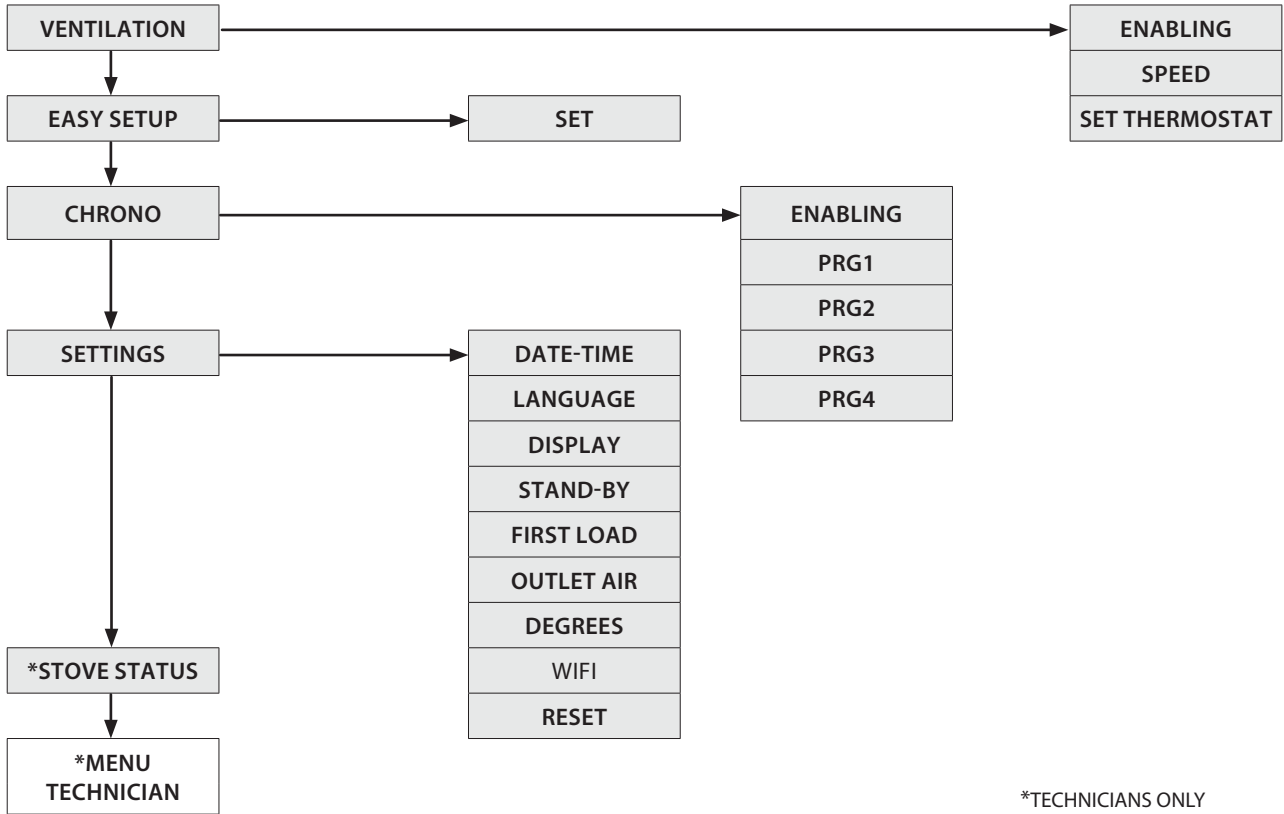 VENTILATION
ENABLING
SPEED
SET THERMOSTAT
EASY SETUP
SET
CHRONO
ENABLING
PRG1
PRG2
PRG3
PRG4
SETTINGS
DATE-TIME
LANGUAGE
DISPLAY
STAND-BY
FIRST LOAD
OUTLET AIR
DEGREES
WIFI
RESET
*STOVE STATUS
*MENU
TECHNICIAN
*TECHNICIANS ONLY